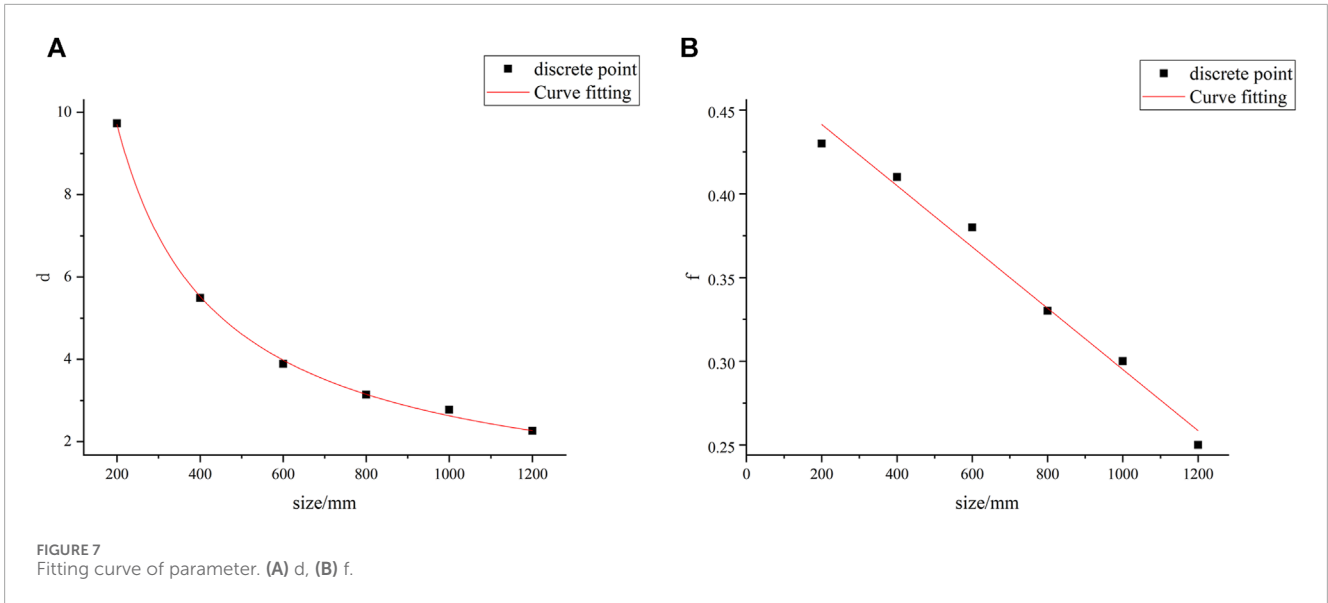 A
discrete point
Curve fitting
10
8
6
4
2
d
200 400 600 800 1000 1200
size/mm
B
discrete point
Curve fitting
0.45
0.40
0.35
0.30
0.25
f
0 200 400 600 800 1000 1200
size/mm
FIGURE 7
Fitting curve of parameter. (A) d, (B) f.